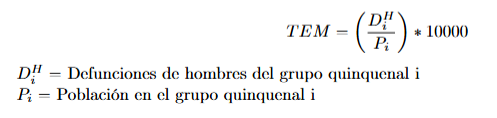 TEM = (D_i^H / P_i) * 10000
D_i^H = Defunciones de hombres del grupo quinquenal i
P_i = Población en el grupo quinquenal i